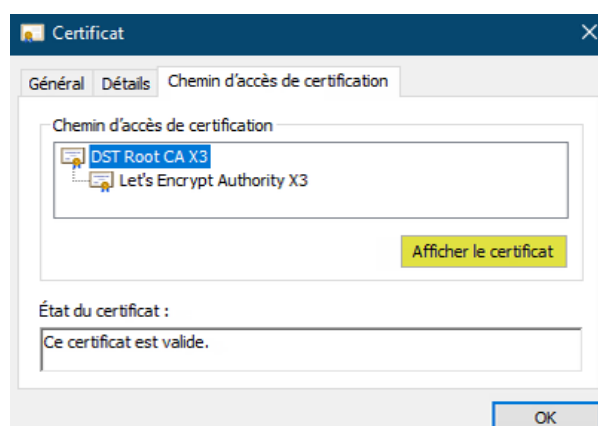 Certificat
Général Détails Chemin d'accès de certification
Chemin d'accès de certification
DST Root CA X3
Let's Encrypt Authority X3
Afficher le certificat
État du certificat :
Ce certificat est valide.
OK